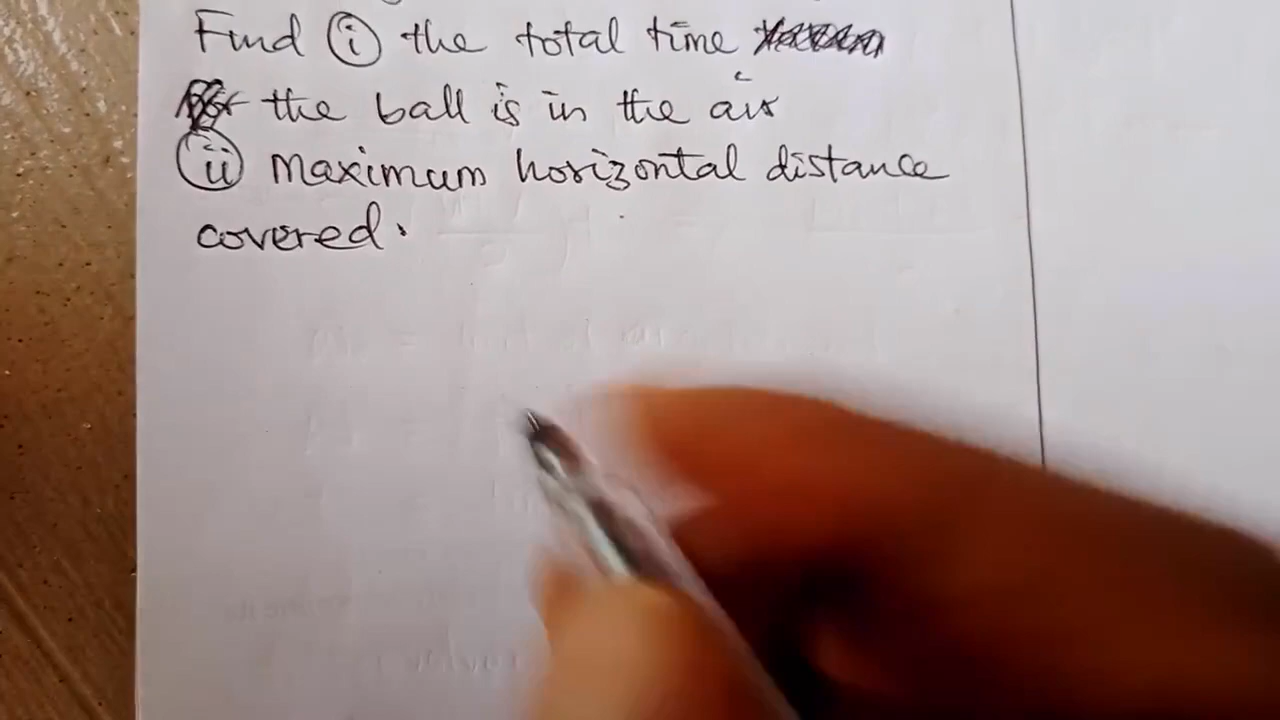 Find (i) the total time
the ball is in the air
(ii) Maximum horizontal distance
covered.